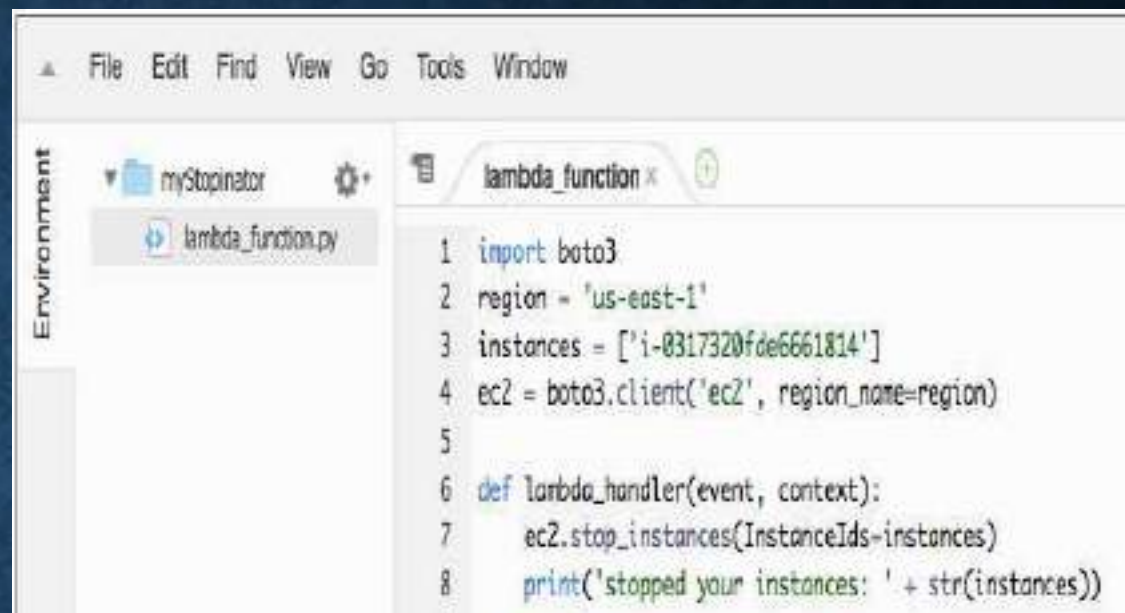 File Edit Find View Go Tools Window
Environment
myStopinator
lambda_function.py
lambda_function ×
1 import boto3
2 region = 'us-east-1'
3 instances = ['i-0317320fde6661814']
4 ec2 = boto3.client('ec2', region_name=region)
5
6 def lambda_handler(event, context):
7 ec2.stop_instances(InstanceIds=instances)
8 print('stopped your instances: ' + str(instances))